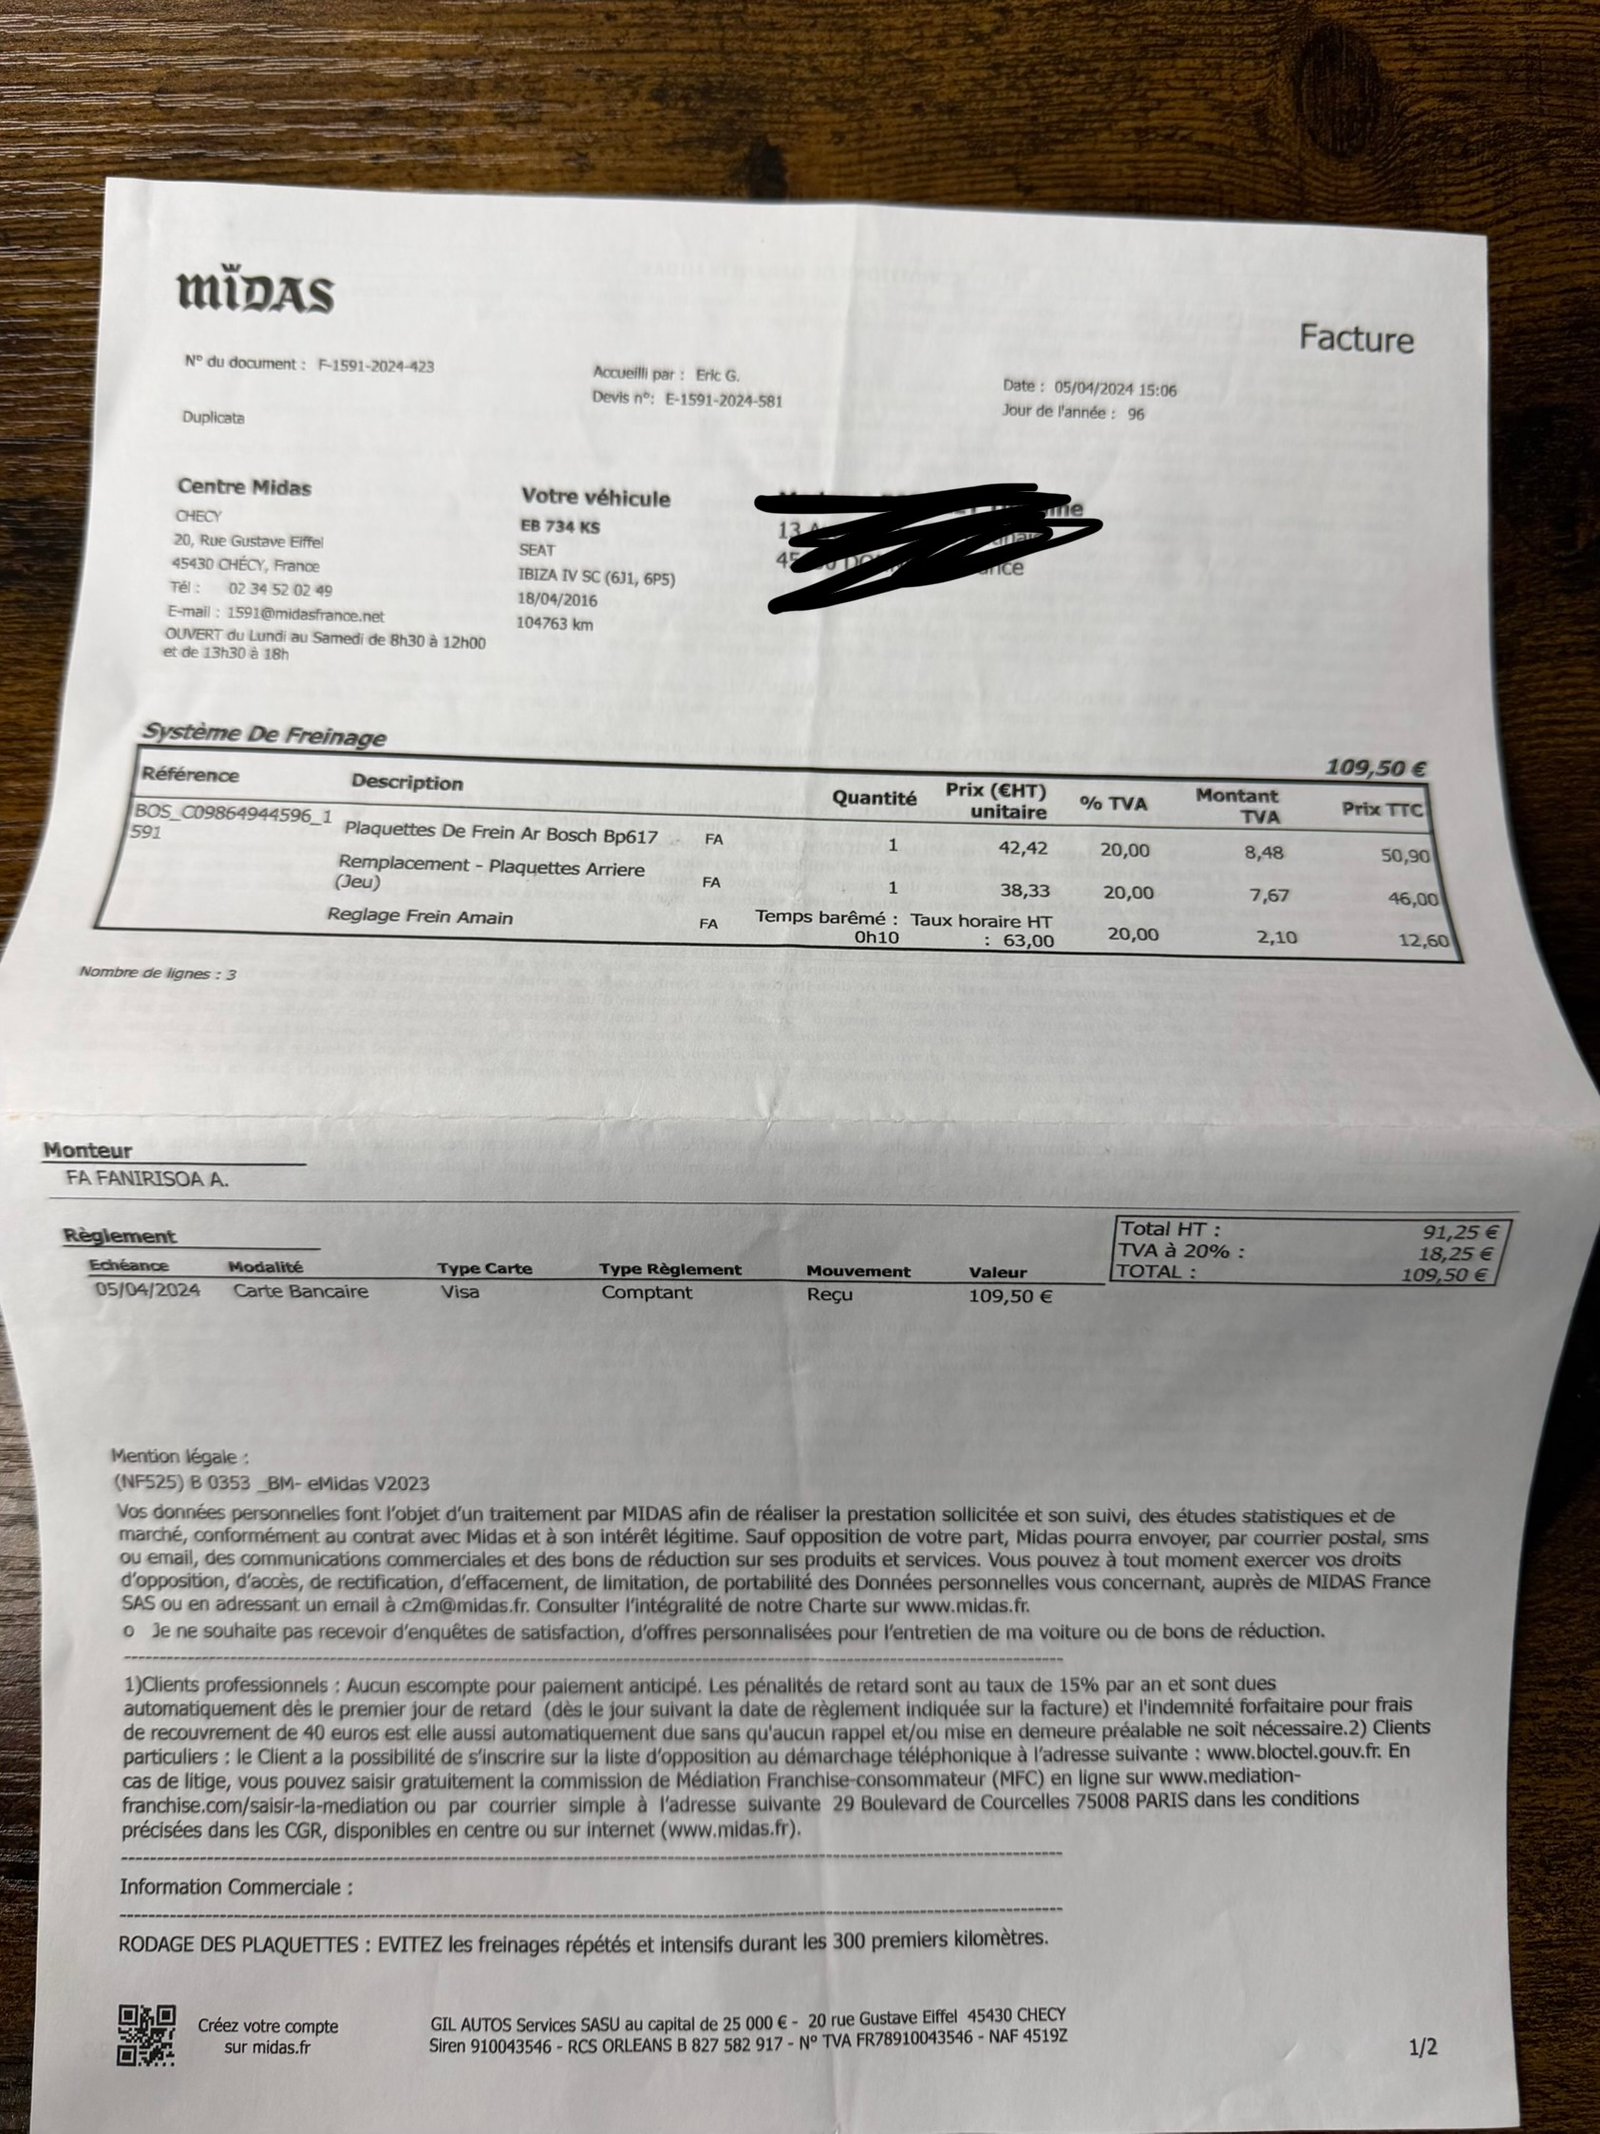 MïDAS
Facture
N° du document : F-1591-2024-423
Accueilli par : Eric G.
Devis n°: E-1591-2024-581
Date : 05/04/2024 15:06
Jour de l'année : 96
Duplicata
Centre Midas
CHECY
20, Rue Gustave Eiffel
45430 CHÉCY, France
Tél : 02 34 52 02 49
E-mail : 1591@midasfrance.net
OUVERT du Lundi au Samedi de 8h30 à 12h00
et de 13h30 à 18h
Votre véhicule
EB 734 KS
SEAT
IBIZA IV SC (6J1, 6P5)
18/04/2016
104763 km
13
Système De Freinage 109,50 €
Référence Description Quantité Prix (€HT) unitaire % TVA Montant TVA Prix TTC
BOS_C09864944596_1
591
Plaquettes De Frein Ar Bosch Bp617 FA 1 42,42 20,00 8,48 50,90
Remplacement - Plaquettes Arriere
(Jeu) FA 1 38,33 20,00 7,67 46,00
Reglage Frein Amain FA Temps barêmé : 0h10 Taux horaire HT : 63,00 20,00 2,10 12,60
Nombre de lignes : 3
Monteur
FA FANIRISOA A.
Règlement
Echéance Modalité Type Carte Type Règlement Mouvement Valeur
05/04/2024 Carte Bancaire Visa Comptant Reçu 109,50 €
Total HT : 91,25 €
TVA à 20% : 18,25 €
TOTAL : 109,50 €
Mention légale :
(NF525) B 0353 _BM- eMidas V2023
Vos données personnelles font l'objet d'un traitement par MIDAS afin de réaliser la prestation sollicitée et son suivi, des études statistiques et de
marché, conformément au contrat avec Midas et à son intérêt légitime. Sauf opposition de votre part, Midas pourra envoyer, par courrier postal, sms
ou email, des communications commerciales et des bons de réduction sur ses produits et services. Vous pouvez à tout moment exercer vos droits
d'opposition, d'accès, de rectification, d'effacement, de limitation, de portabilité des Données personnelles vous concernant, auprès de MIDAS France
SAS ou en adressant un email à c2m@midas.fr. Consulter l'intégralité de notre Charte sur www.midas.fr.
o Je ne souhaite pas recevoir d'enquêtes de satisfaction, d'offres personnalisées pour l'entretien de ma voiture ou de bons de réduction.
1)Clients professionnels : Aucun escompte pour paiement anticipé. Les pénalités de retard sont au taux de 15% par an et sont dues
automatiquement dès le premier jour de retard (dès le jour suivant la date de règlement indiquée sur la facture) et l'indemnité forfaitaire pour frais
de recouvrement de 40 euros est elle aussi automatiquement due sans qu'aucun rappel et/ou mise en demeure préalable ne soit nécessaire.2) Clients
particuliers : le Client a la possibilité de s'inscrire sur la liste d'opposition au démarchage téléphonique à l'adresse suivante : www.bloctel.gouv.fr. En
cas de litige, vous pouvez saisir gratuitement la commission de Médiation Franchise-consommateur (MFC) en ligne sur www.mediation-
franchise.com/saisir-la-mediation ou par courrier simple à l'adresse suivante 29 Boulevard de Courcelles 75008 PARIS dans les conditions
précisées dans les CGR, disponibles en centre ou sur internet (www.midas.fr).
Information Commerciale :
RODAGE DES PLAQUETTES : EVITEZ les freinages répétés et intensifs durant les 300 premiers kilomètres.
Créez votre compte
sur midas.fr
GIL AUTOS Services SASU au capital de 25 000 € - 20 rue Gustave Eiffel 45430 CHECY
Siren 910043546 - RCS ORLEANS B 827 582 917 - N° TVA FR78910043546 - NAF 4519Z
1/2